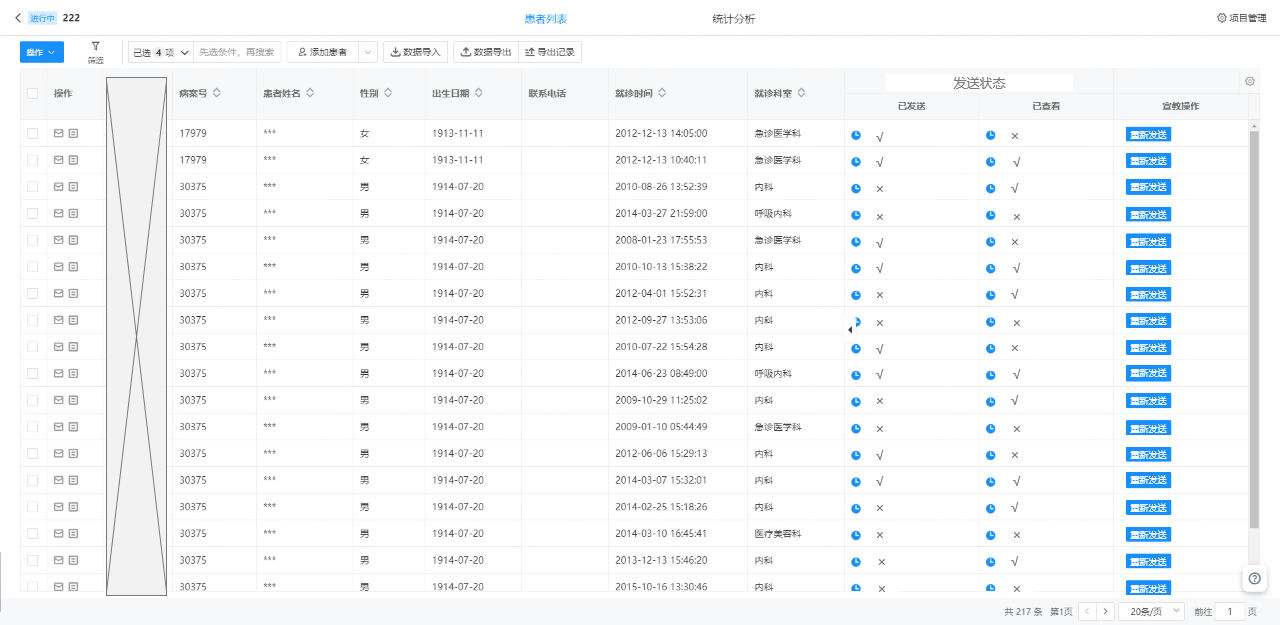 进行中 222 患者列表 统计分析 项目管理
操作 筛选 已选 4 项 先选条件，再搜索 添加患者 数据导入 数据导出 导出记录
发送状态
操作 病案号 患者姓名 性别 出生日期 联系电话 就诊时间 就诊科室 已发送 已查看 宣教操作
17979 *** 女 1913-11-11 2012-12-13 14:05:00 急诊医学科 √ × 重新发送
17979 *** 女 1913-11-11 2012-12-13 10:40:11 急诊医学科 √ √ 重新发送
30375 *** 男 1914-07-20 2010-08-26 13:52:39 内科 × √ 重新发送
30375 *** 男 1914-07-20 2014-03-27 21:59:00 呼吸内科 × × 重新发送
30375 *** 男 1914-07-20 2008-01-23 17:55:53 急诊医学科 √ × 重新发送
30375 *** 男 1914-07-20 2010-10-13 15:38:22 内科 √ √ 重新发送
30375 *** 男 1914-07-20 2012-04-01 15:52:31 内科 × √ 重新发送
30375 *** 男 1914-07-20 2012-09-27 13:53:06 内科 × × 重新发送
30375 *** 男 1914-07-20 2010-07-22 15:54:28 内科 √ × 重新发送
30375 *** 男 1914-07-20 2014-06-23 08:49:00 呼吸内科 √ √ 重新发送
30375 *** 男 1914-07-20 2009-10-29 11:25:02 内科 × √ 重新发送
30375 *** 男 1914-07-20 2009-01-10 05:44:49 急诊医学科 × × 重新发送
30375 *** 男 1914-07-20 2012-06-06 15:29:13 内科 √ × 重新发送
30375 *** 男 1914-07-20 2014-03-07 15:32:01 内科 √ √ 重新发送
30375 *** 男 1914-07-20 2014-02-25 15:18:26 内科 × √ 重新发送
30375 *** 男 1914-07-20 2014-03-10 16:45:41 医疗美容科 × × 重新发送
30375 *** 男 1914-07-20 2013-12-13 15:46:20 内科 × √ 重新发送
30375 *** 男 1914-07-20 2015-10-16 13:30:46 内科 × × 重新发送
共 217 条 第1页 20条/页 前往 1 页